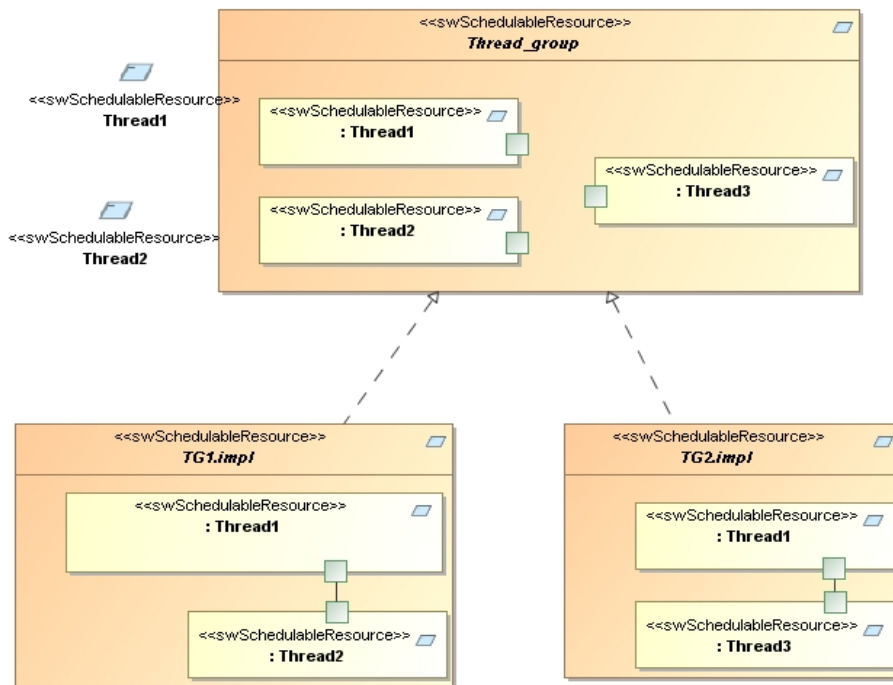 <<swSchedulableResource>>
Thread_group
<<swSchedulableResource>>
Thread1
<<swSchedulableResource>>
: Thread1
<<swSchedulableResource>>
: Thread3
<<swSchedulableResource>>
Thread2
<<swSchedulableResource>>
: Thread2
<<swSchedulableResource>>
TG1.impl
<<swSchedulableResource>>
: Thread1
<<swSchedulableResource>>
: Thread2
<<swSchedulableResource>>
TG2.impl
<<swSchedulableResource>>
: Thread1
<<swSchedulableResource>>
: Thread3